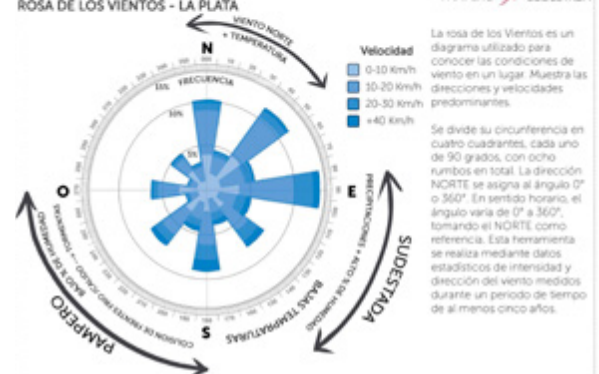 ROSA DE LOS VIENTOS - LA PLATA
VIENTO NORTE
+ TEMPERATURA
N
FRECUENCIA
15%
10%
5%
O
E
S
Velocidad
0-10 Km/h
10-20 Km/h
20-30 Km/h
+40 Km/h
PRECIPITACIONES + ALTO % DE HUMEDAD
SUDESTADA
BAJAS TEMPRATURAS
COLISION DE FRENTES FRIO /CALIDO → TORMENTAS
BAJO % DE HUMEDAD
PAMPERO
La rosa de los Vientos es un
diagrama utilizado para
conocer las condiciones de
viento en un lugar. Muestra las
direcciones y velocidades
predominantes.
Se divide su circunferencia en
cuatro cuadrantes, cada uno
de 90 grados, con ocho
rumbos en total. La dirección
NORTE se asigna al ángulo 0°
o 360°. En sentido horario, el
ángulo varia de 0° a 360°,
tomando el NORTE como
referencia. Esta herramienta
se realiza mediante datos
estadísticos de intensidad y
dirección del viento medidos
durante un periodo de tiempo
de al menos cinco años.